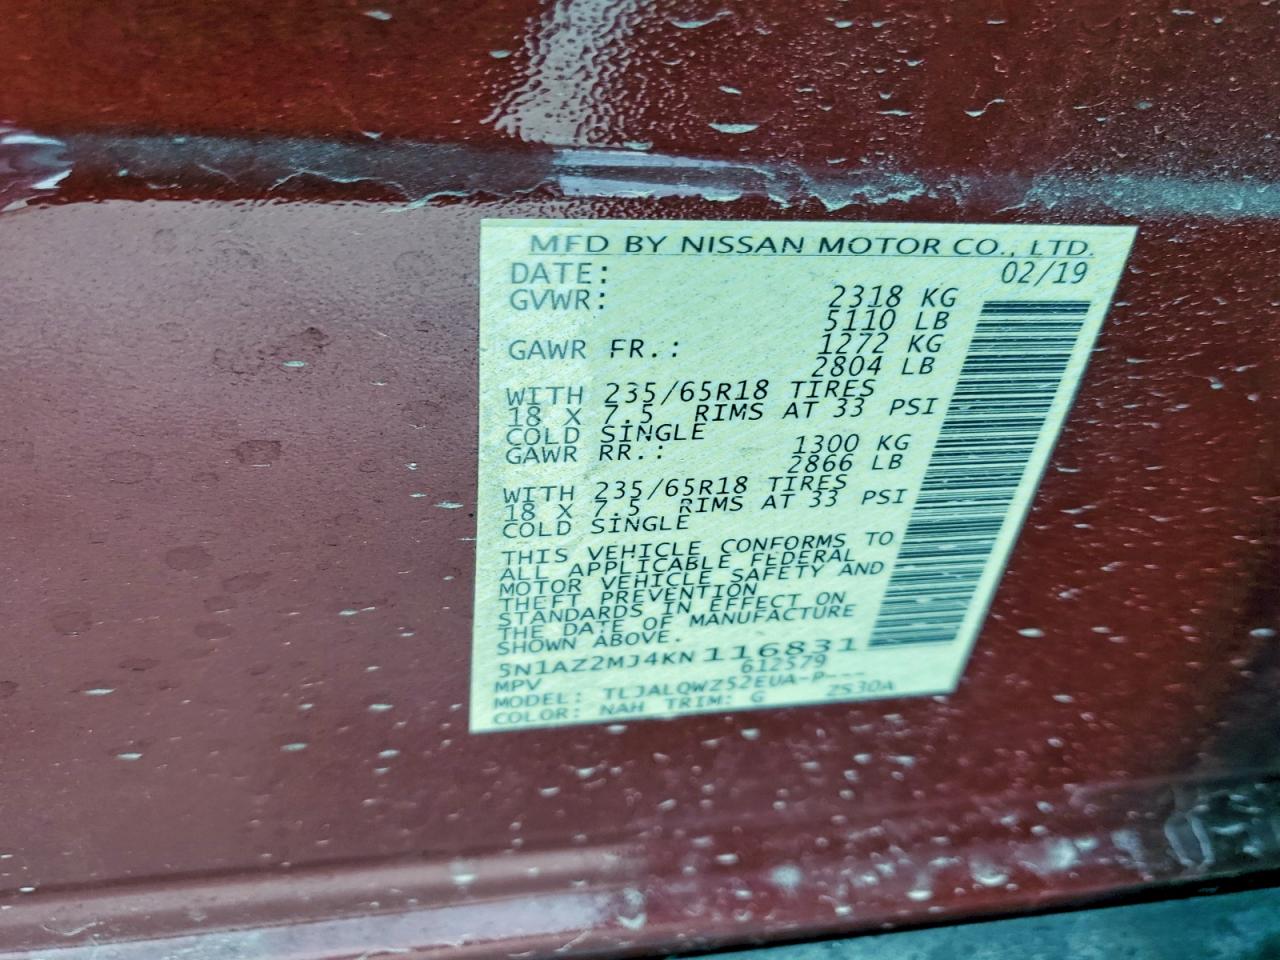 MFD BY NISSAN MOTOR CO., LTD.
DATE: 02/19
GVWR: 2318 KG
5110 LB
GAWR FR.: 1272 KG
2804 LB
WITH 235/65R18 TIRES
18 X 7.5 RIMS AT 33 PSI
COLD SINGLE
GAWR RR.: 1300 KG
2866 LB
WITH 235/65R18 TIRES
18 X 7.5 RIMS AT 33 PSI
COLD SINGLE
THIS VEHICLE CONFORMS TO
ALL APPLICABLE FEDERAL
MOTOR VEHICLE SAFETY AND
THEFT PREVENTION
STANDARDS IN EFFECT ON
THE DATE OF MANUFACTURE
SHOWN ABOVE.
5N1AZ2MJ4KN116831
MPV 612579
MODEL: TLJALQWZ52EUA-P---
COLOR: NAH TRIM: G ZS30A